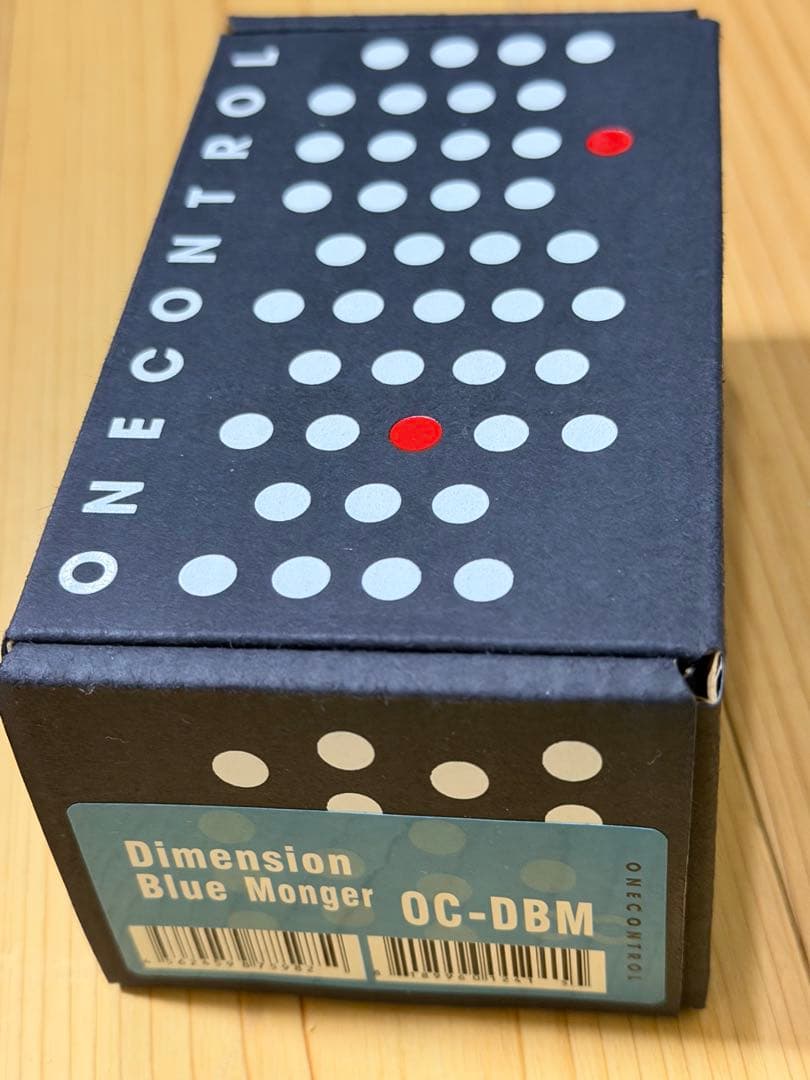 ONECONTROL
Dimension
Blue Monger
OC-DBM
ONECONTROL